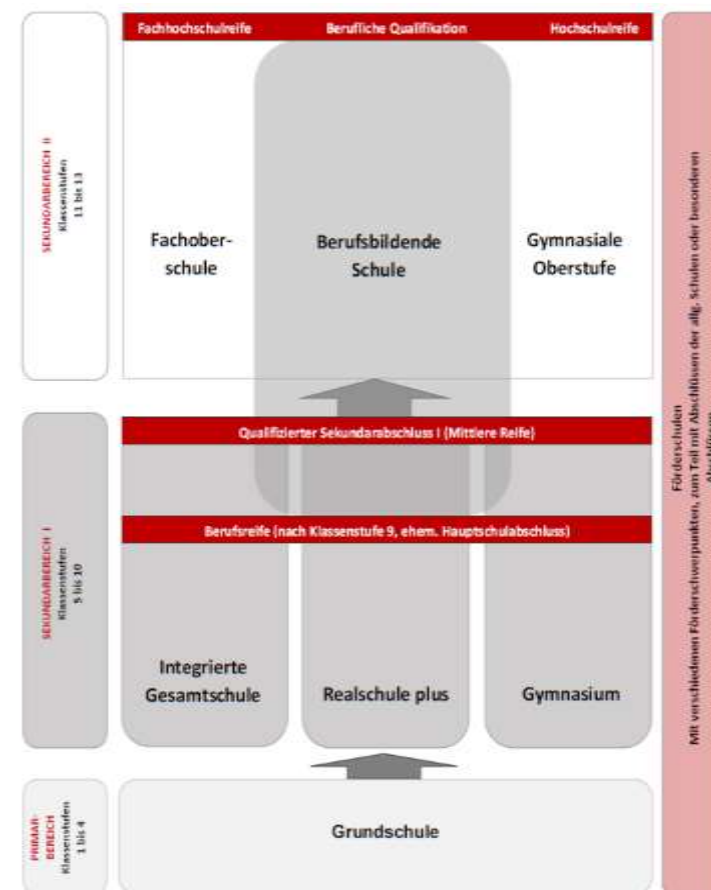 Fachhochschulreife
Berufliche Qualifikation
Hochschulreife
SEKUNDARBEREICH II
Klassenstufen
11 bis 13
Fachober-
schule
Berufsbildende
Schule
Gymnasiale
Oberstufe
Qualifizierter Sekundarabschluss I (Mittlere Reife)
Berufsreife (nach Klassenstufe 9, ehem. Hauptschulabschluss)
SEKUNDARBEREICH I
Klassenstufen
5 bis 10
Integrierte
Gesamtschule
Realschule plus
Gymnasium
PRIMAR-
BEREICH
Klassenstufen
1 bis 4
Grundschule
Förderschulen
Mit verschiedenen Förderschwerpunkten, zum Teil mit Abschlüssen der allg. Schulen oder besonderen